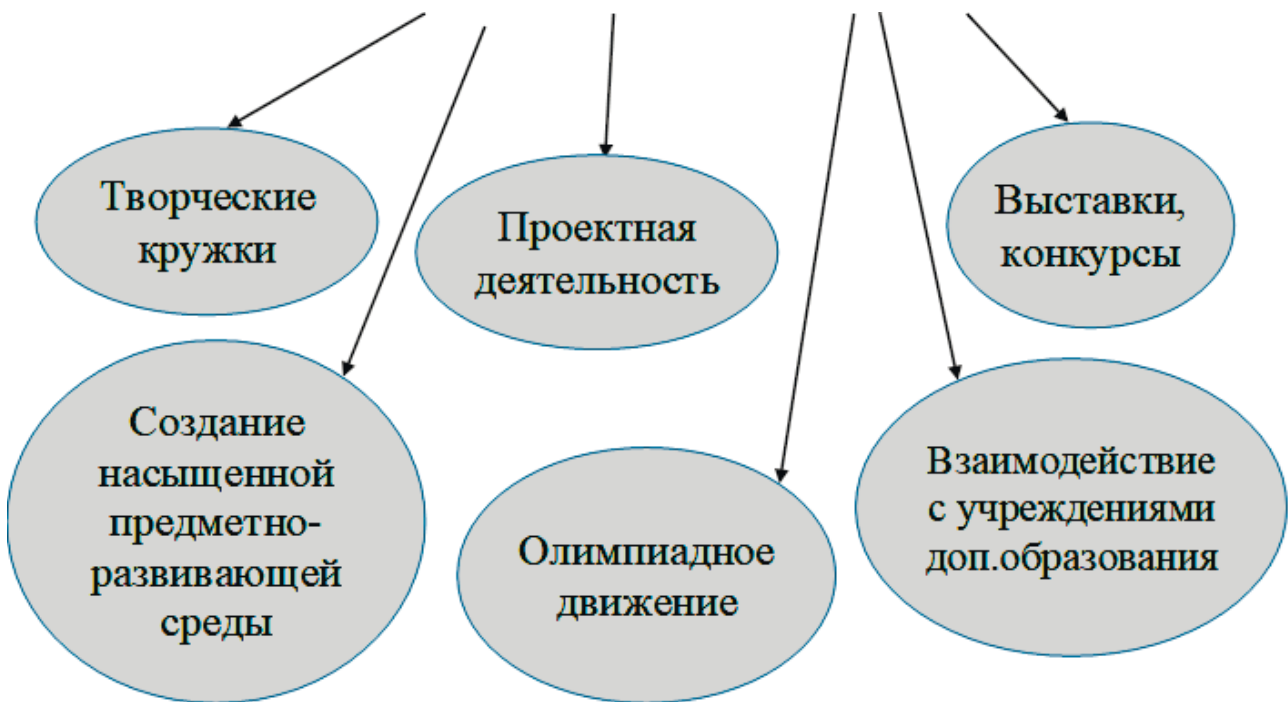 Творческие
кружки
Проектная
деятельность
Выставки,
конкурсы
Создание
насыщенной
предметно-
развивающей
среды
Олимпиадное
движение
Взаимодействие
с учреждениями
доп.образования